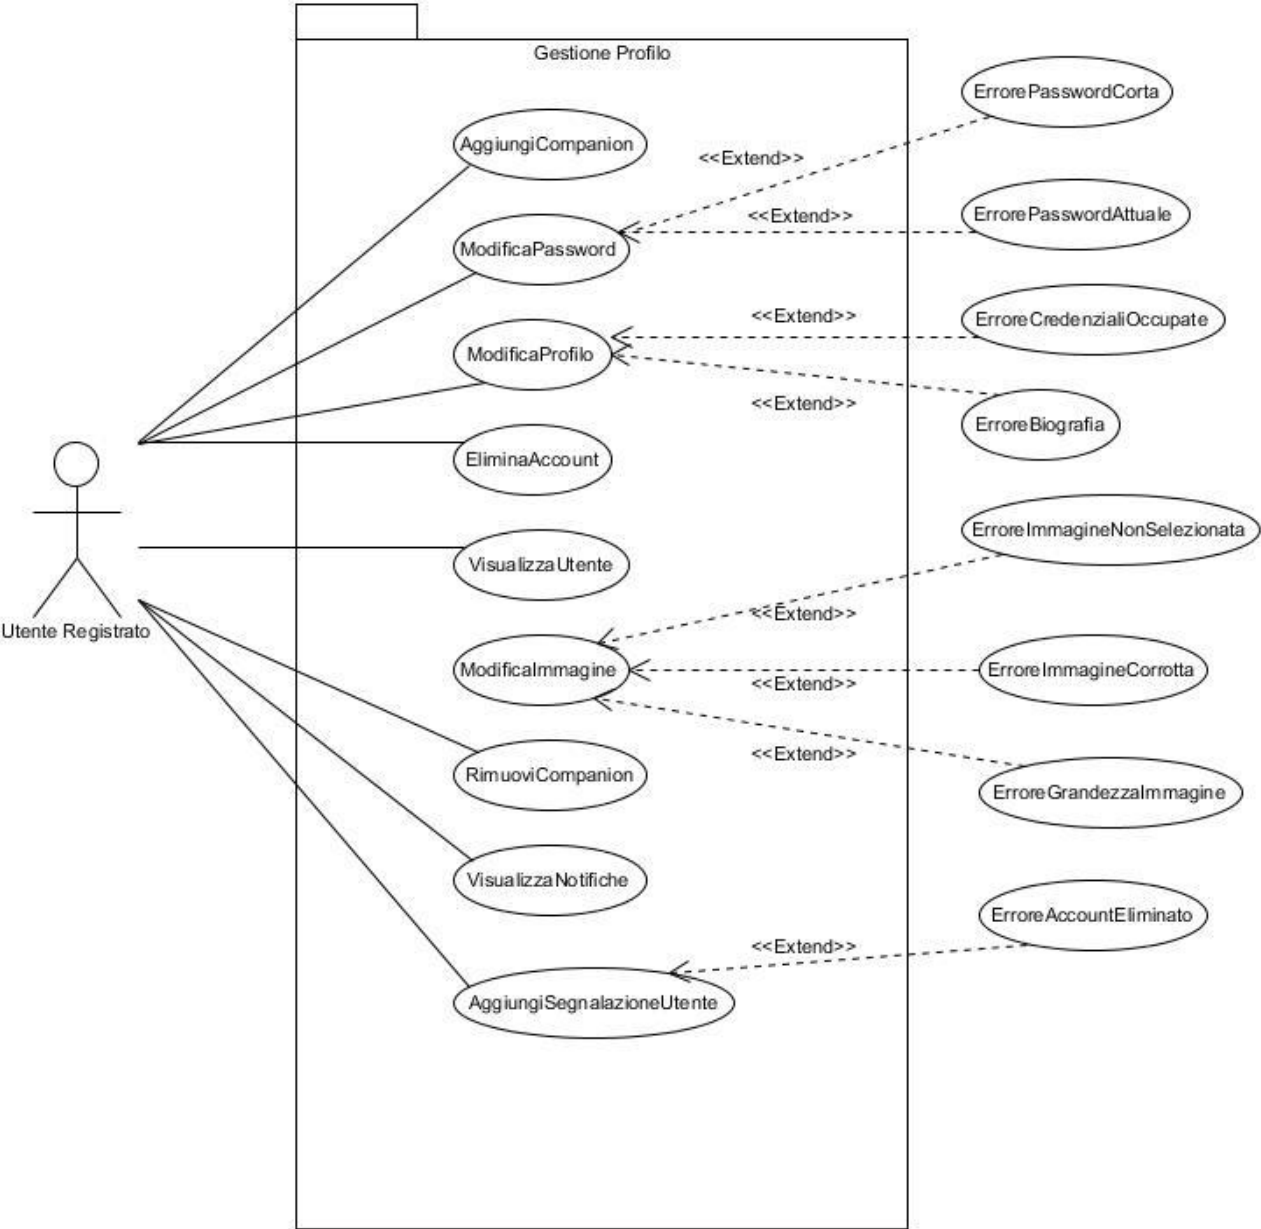 Gestione Profilo
ErrorePasswordCorta
AggiungiCompanion
<<Extend>>
ErrorePasswordAttuale
<<Extend>>
ModificaPassword
<<Extend>>
ErroreCredenzialiOccupate
ModificaProfilo
<<Extend>>
ErroreBiografia
EliminaAccount
ErroreImmagineNonSelezionata
VisualizzaUtente
<<Extend>>
Utente Registrato
ModificaImmagine
ErroreImmagineCorrotta
<<Extend>>
<<Extend>>
RimuoviCompanion
ErroreGrandezzaImmagine
VisualizzaNotifiche
ErroreAccountEliminato
<<Extend>>
AggiungiSegnalazioneUtente